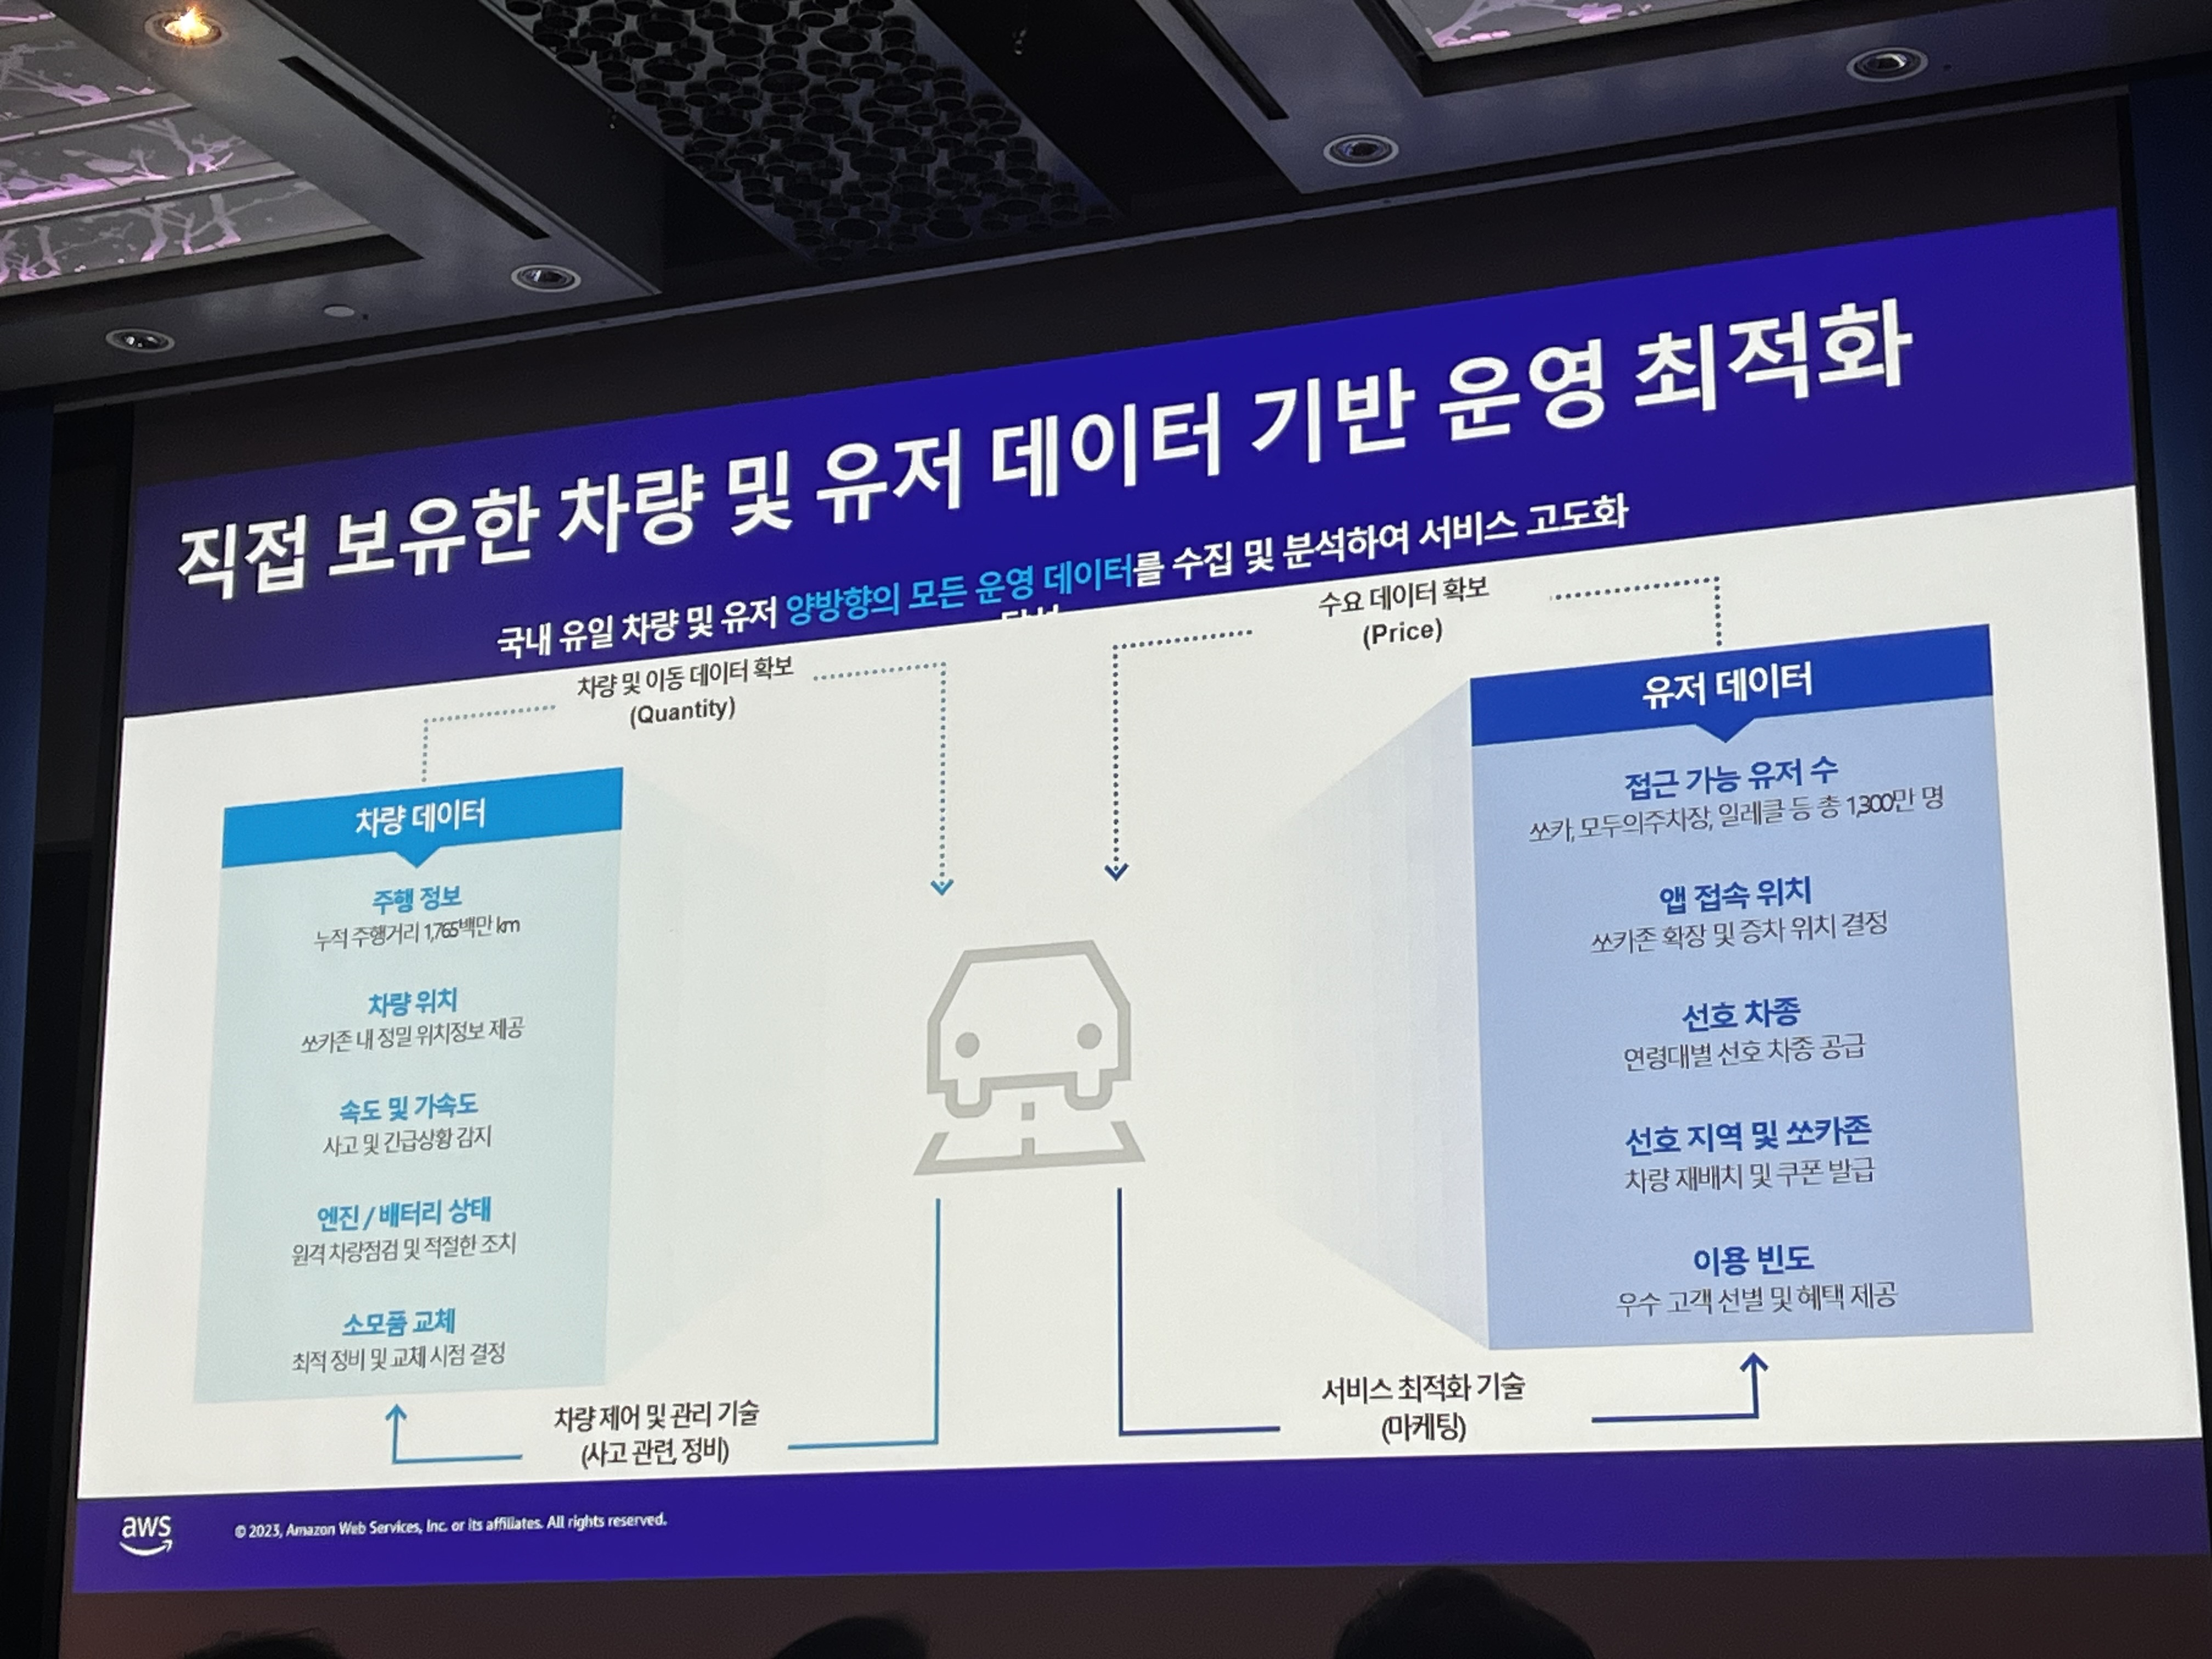 직접 보유한 차량 및 유저 데이터 기반 운영 최적화
국내 유일 차량 및 유저 양방향의 모든 운영 데이터를 수집 및 분석하여 서비스 고도화
차량 및 이동 데이터 확보
(Quantity)
수요 데이터 확보
(Price)
차량 데이터
주행 정보
누적 주행거리 1,765백만 km
차량 위치
쏘카존 내 정밀 위치정보 제공
속도 및 가속도
사고 및 긴급상황 감지
엔진 / 배터리 상태
원격 차량점검 및 적절한 조치
소모품 교체
최적 정비 및 교체 시점 결정
유저 데이터
접근 가능 유저 수
쏘카, 모두의주차장, 일레클 등 총 1,300만 명
앱 접속 위치
쏘카존 확장 및 증차 위치 결정
선호 차종
연령대별 선호 차종 공급
선호 지역 및 쏘카존
차량 재배치 및 쿠폰 발급
이용 빈도
우수 고객 선별 및 혜택 제공
차량 제어 및 관리 기술
(사고 관련, 정비)
서비스 최적화 기술
(마케팅)
aws
© 2023, Amazon Web Services, Inc. or its affiliates. All rights reserved.